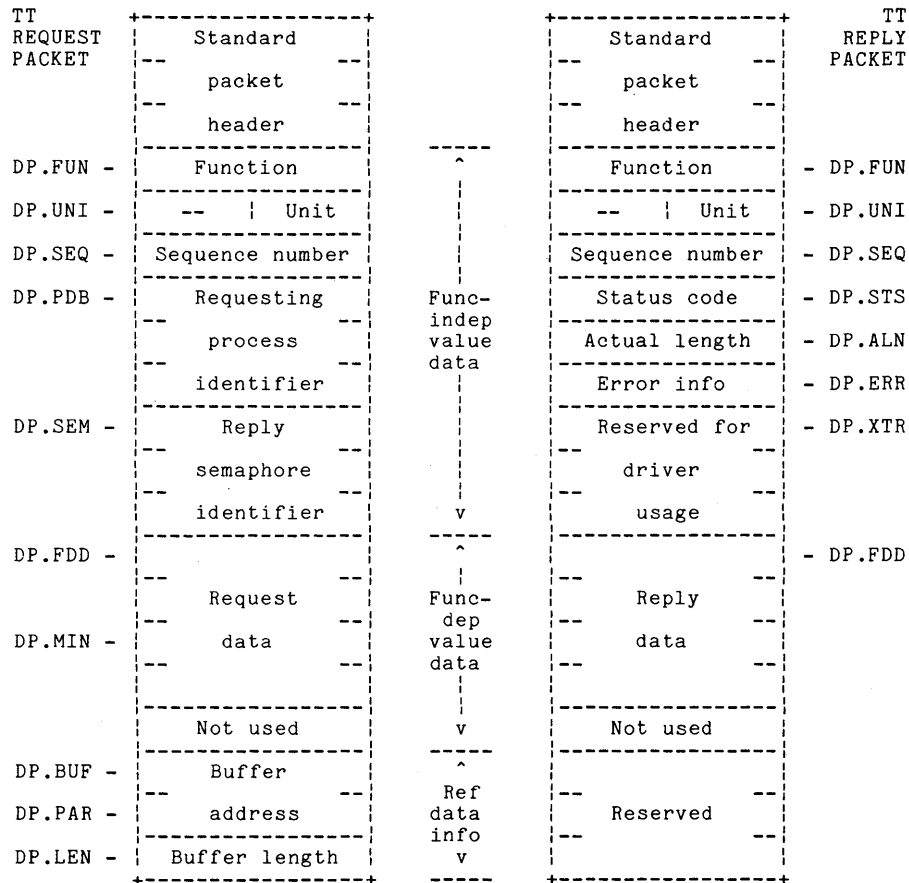 TT TT
REQUEST Standard Standard REPLY
PACKET PACKET
packet packet
header header
DP.FUN - Function ^ Function - DP.FUN
DP.UNI - -- | Unit -- | Unit - DP.UNI
DP.SEQ - Sequence number Sequence number - DP.SEQ
DP.PDB - Requesting Func- Status code - DP.STS
indep
process value Actual length - DP.ALN
data
identifier Error info - DP.ERR
DP.SEM - Reply Reserved for - DP.XTR
semaphore driver
identifier v usage
DP.FDD - ^ - DP.FDD
Request Func- Reply
dep
DP.MIN - data value data
data
Not used v Not used
DP.BUF - Buffer ^
Ref
DP.PAR - address data Reserved
info
DP.LEN - Buffer length v